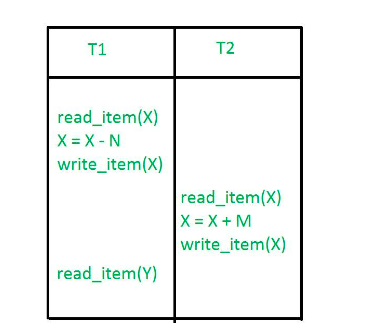 T1 T2
read_item(X)
X = X - N
write_item(X)
read_item(X)
X = X + M
write_item(X)
read_item(Y)